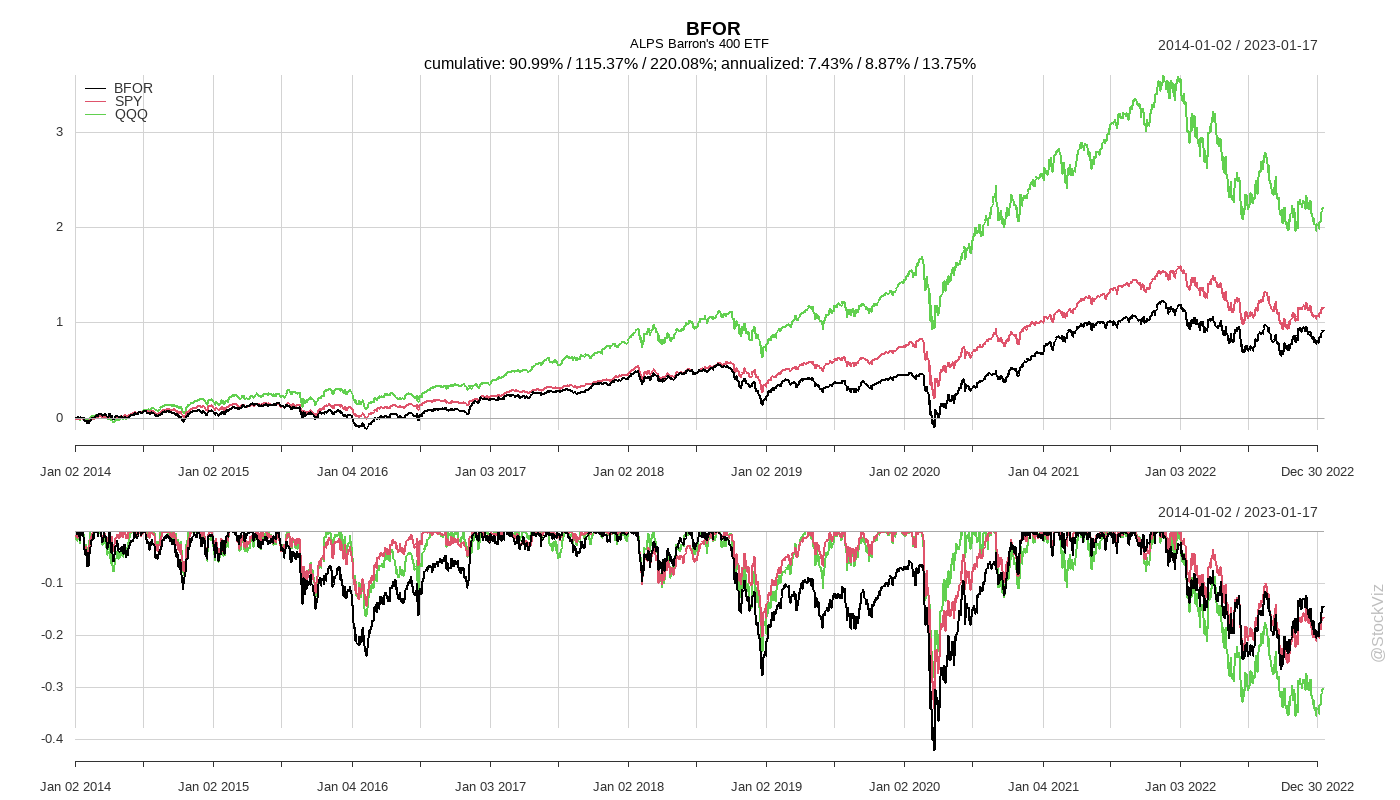 BFOR
ALPS Barron's 400 ETF
2014-01-02 / 2023-01-17
cumulative: 90.99% / 115.37% / 220.08%; annualized: 7.43% / 8.87% / 13.75%
BFOR
SPY
QQQ
3
2
1
0
Jan 02 2014 Jan 02 2015 Jan 04 2016 Jan 03 2017 Jan 02 2018 Jan 02 2019 Jan 02 2020 Jan 04 2021 Jan 03 2022 Dec 30 2022
2014-01-02 / 2023-01-17
-0.1
-0.2
-0.3
-0.4
Jan 02 2014 Jan 02 2015 Jan 04 2016 Jan 03 2017 Jan 02 2018 Jan 02 2019 Jan 02 2020 Jan 04 2021 Jan 03 2022 Dec 30 2022
@StockViz